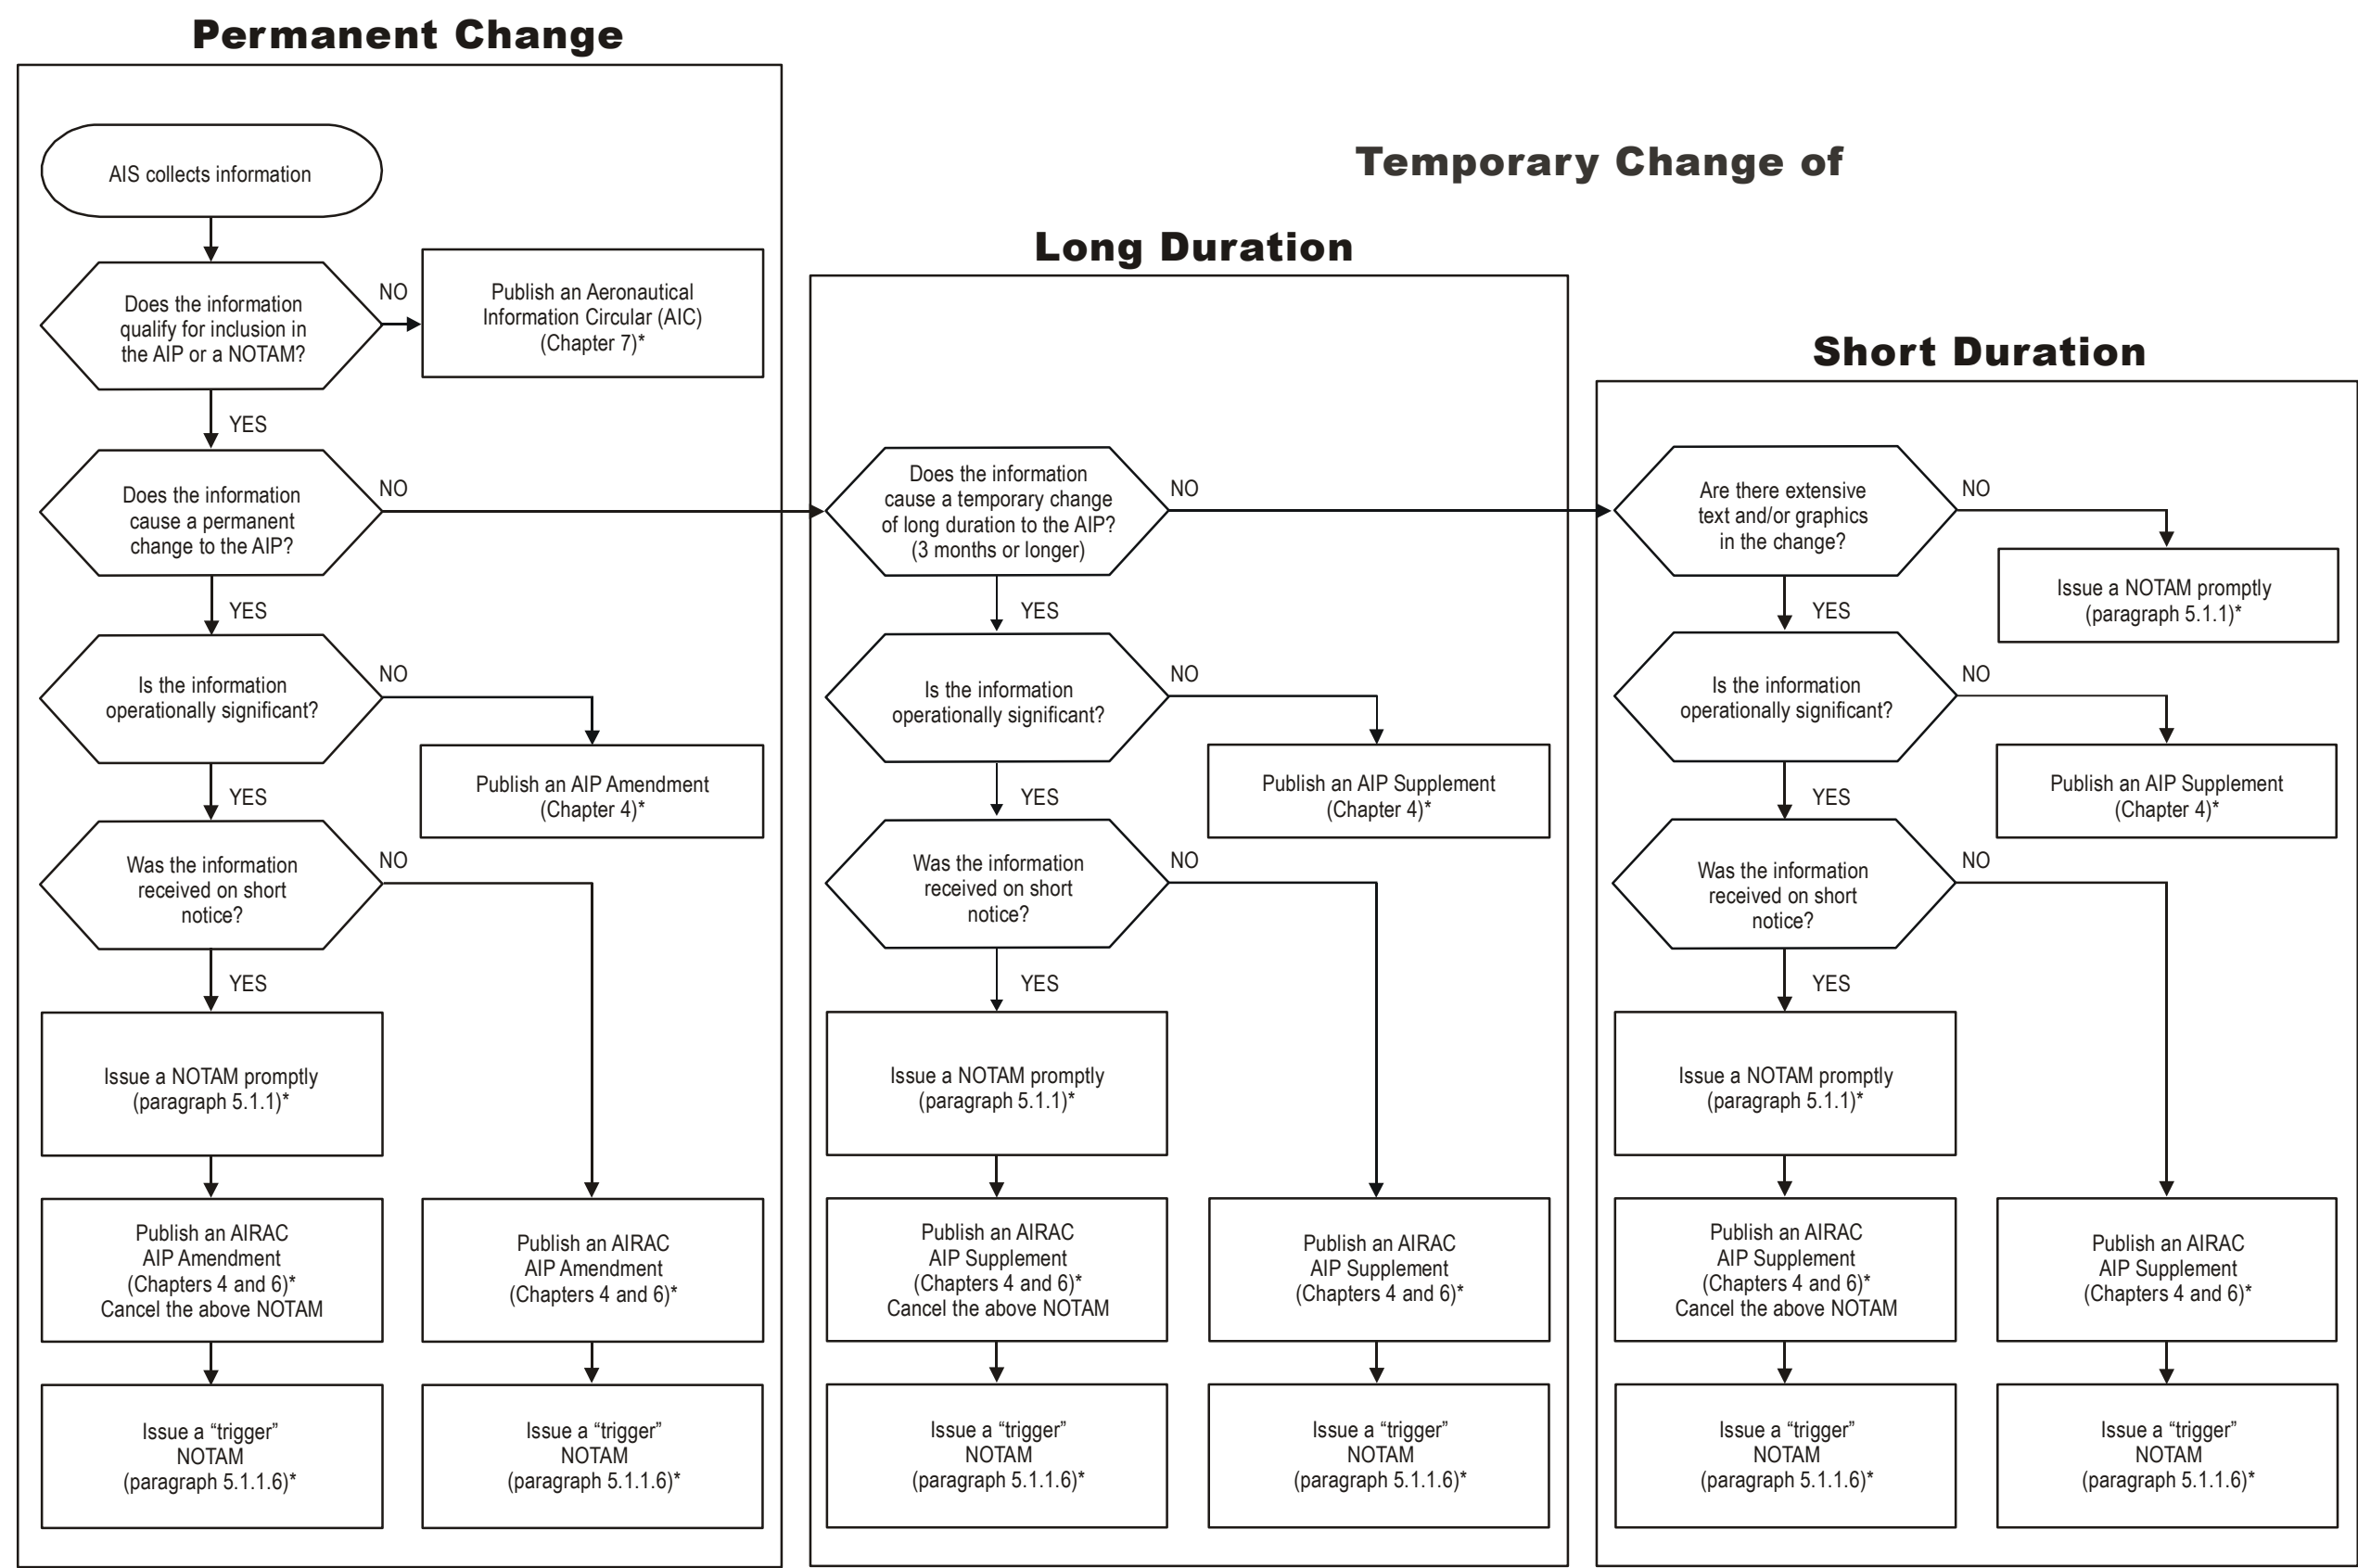 Permanent Change
AIS collects information
Does the information
qualify for inclusion in
the AIP or a NOTAM?
NO
Publish an Aeronautical
Information Circular (AIC)
(Chapter 7)*
YES
Does the information
cause a permanent
change to the AIP?
NO
YES
Is the information
operationally significant?
NO
Publish an AIP Amendment
(Chapter 4)*
YES
Was the information
received on short
notice?
NO
YES
Issue a NOTAM promptly
(paragraph 5.1.1)*
Publish an AIRAC
AIP Amendment
(Chapters 4 and 6)*
Cancel the above NOTAM
Publish an AIRAC
AIP Amendment
(Chapters 4 and 6)*
Issue a “trigger”
NOTAM
(paragraph 5.1.1.6)*
Issue a “trigger”
NOTAM
(paragraph 5.1.1.6)*
Temporary Change of
Long Duration
Does the information
cause a temporary change
of long duration to the AIP?
(3 months or longer)
NO
YES
Is the information
operationally significant?
NO
Publish an AIP Supplement
(Chapter 4)*
YES
Was the information
received on short
notice?
NO
YES
Issue a NOTAM promptly
(paragraph 5.1.1)*
Publish an AIRAC
AIP Supplement
(Chapters 4 and 6)*
Cancel the above NOTAM
Publish an AIRAC
AIP Supplement
(Chapters 4 and 6)*
Issue a “trigger”
NOTAM
(paragraph 5.1.1.6)*
Issue a “trigger”
NOTAM
(paragraph 5.1.1.6)*
Short Duration
Are there extensive
text and/or graphics
in the change?
NO
Issue a NOTAM promptly
(paragraph 5.1.1)*
YES
Is the information
operationally significant?
NO
Publish an AIP Supplement
(Chapter 4)*
YES
Was the information
received on short
notice?
NO
YES
Issue a NOTAM promptly
(paragraph 5.1.1)*
Publish an AIRAC
AIP Supplement
(Chapters 4 and 6)*
Cancel the above NOTAM
Publish an AIRAC
AIP Supplement
(Chapters 4 and 6)*
Issue a “trigger”
NOTAM
(paragraph 5.1.1.6)*
Issue a “trigger”
NOTAM
(paragraph 5.1.1.6)*